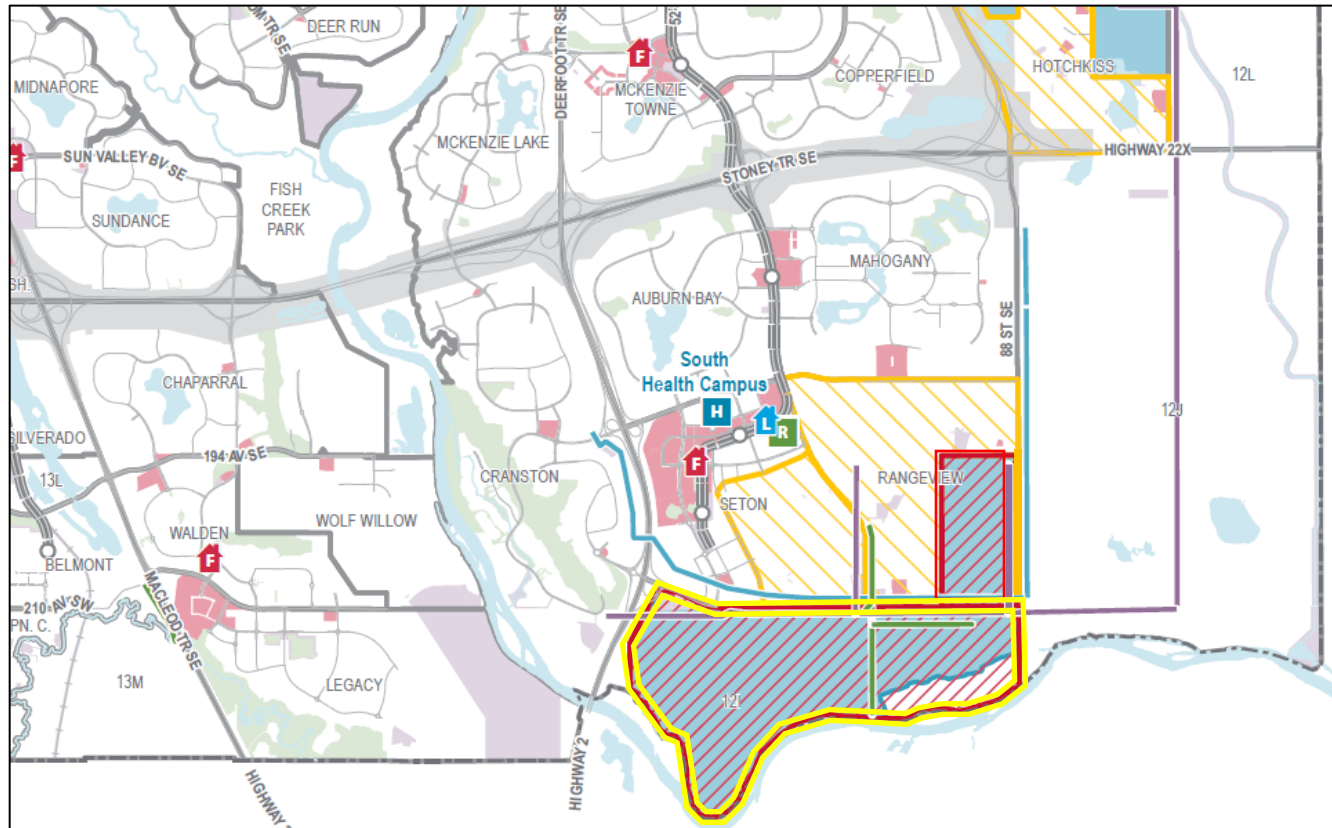 DEER RUN
MIDNAPORE
SUN VALLEY BV SE
SUNDANCE
FISH
CREEK
PARK
MCKENZIE LAKE
DEERFOOT TR SE
F
MCKENZIE
TOWNE
COPPERFIELD
HOTCHKISS
12L
HIGHWAY 22X
STONEY TR SE
F
SH.
AUBURN BAY
MAHOGANY
88 ST SE
12J
CHAPARRAL
South
Health Campus
H
L
R
I
SILVERADO
13L
194 AV SE
CRANSTON
F
SETON
RANGEVIEW
WALDEN
F
WOLF WILLOW
BELMONT
MACLEOD TR SE
210 AV SW
PN. C.
13M
LEGACY
12I
HIGHWAY 2